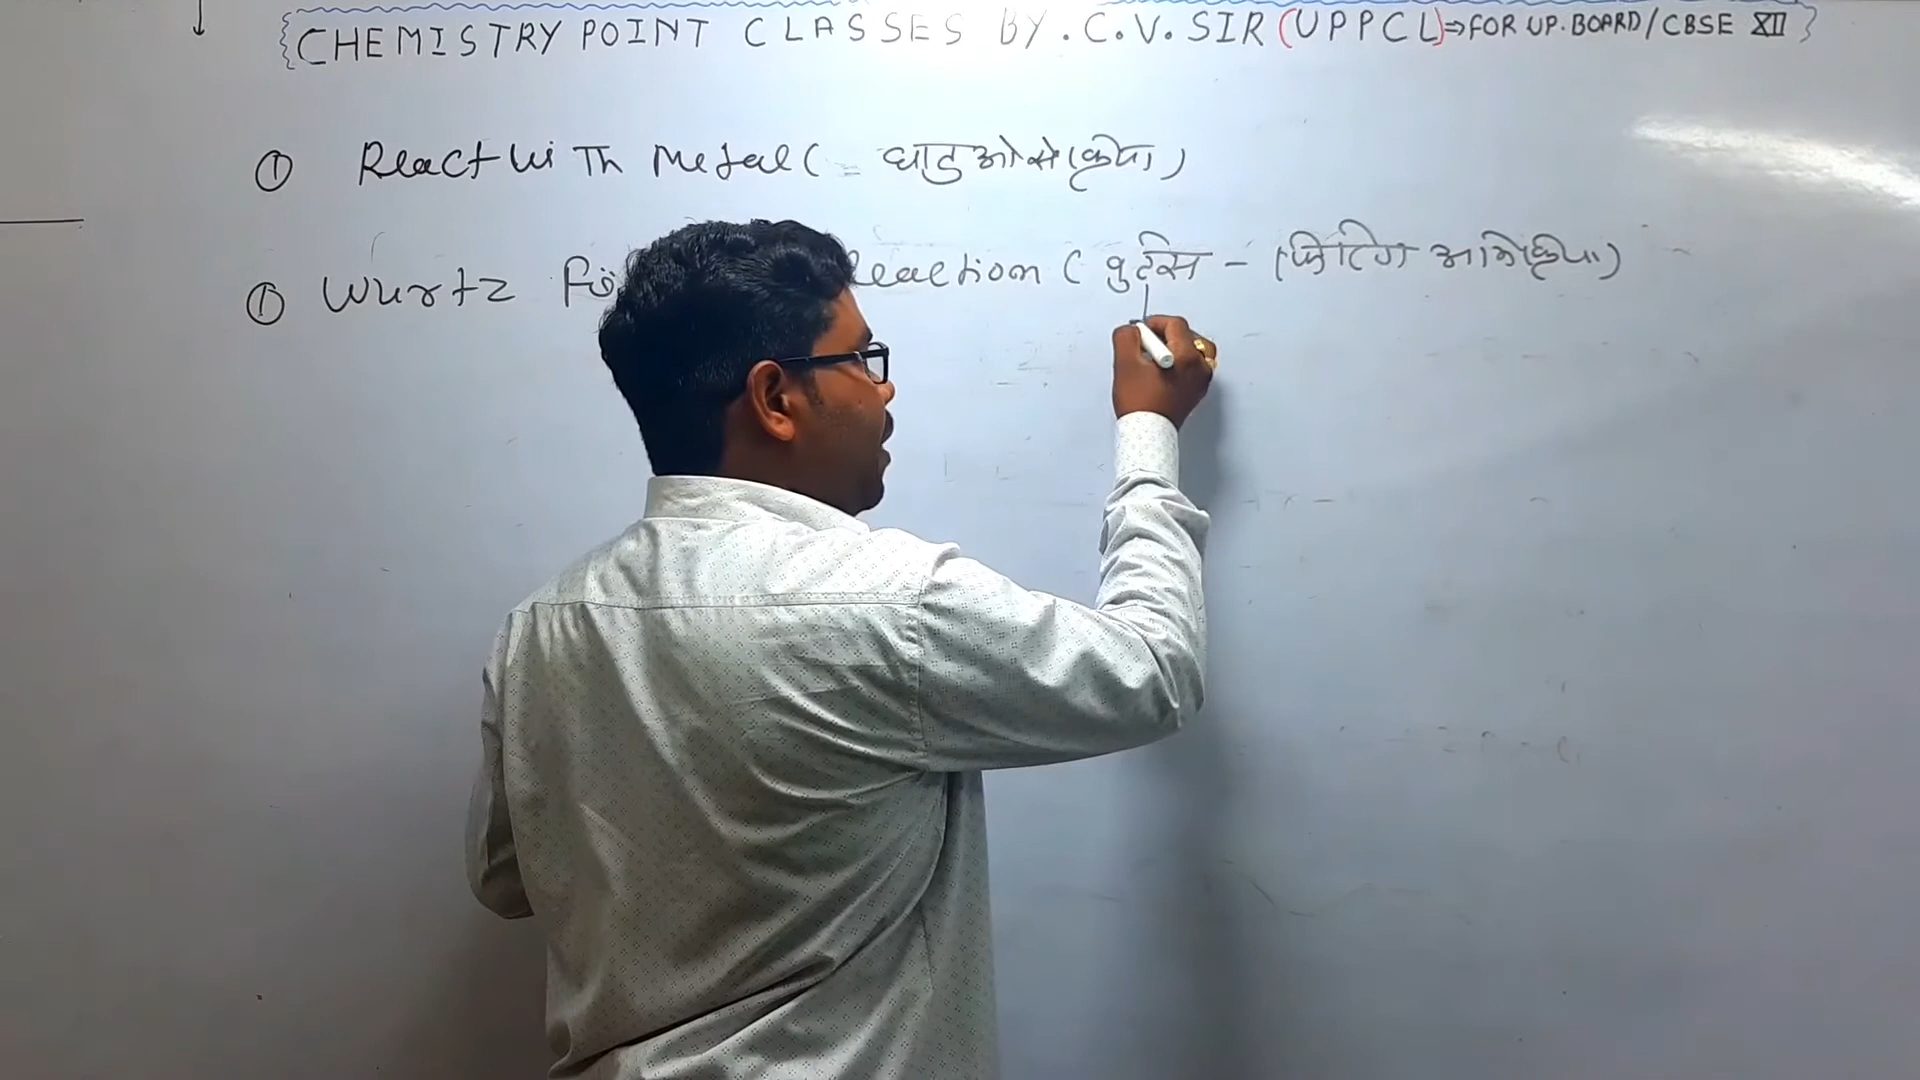 CHEMISTRY POINT CLASSES BY . C.V. SIR (UPPCL)⇒FOR UP.BOARD/CBSE XII
① React With Metal ( = धातुओ से क्रिया )
① Wurtz Reaction ( वुर्टस - फिटिग अभिक्रिया )